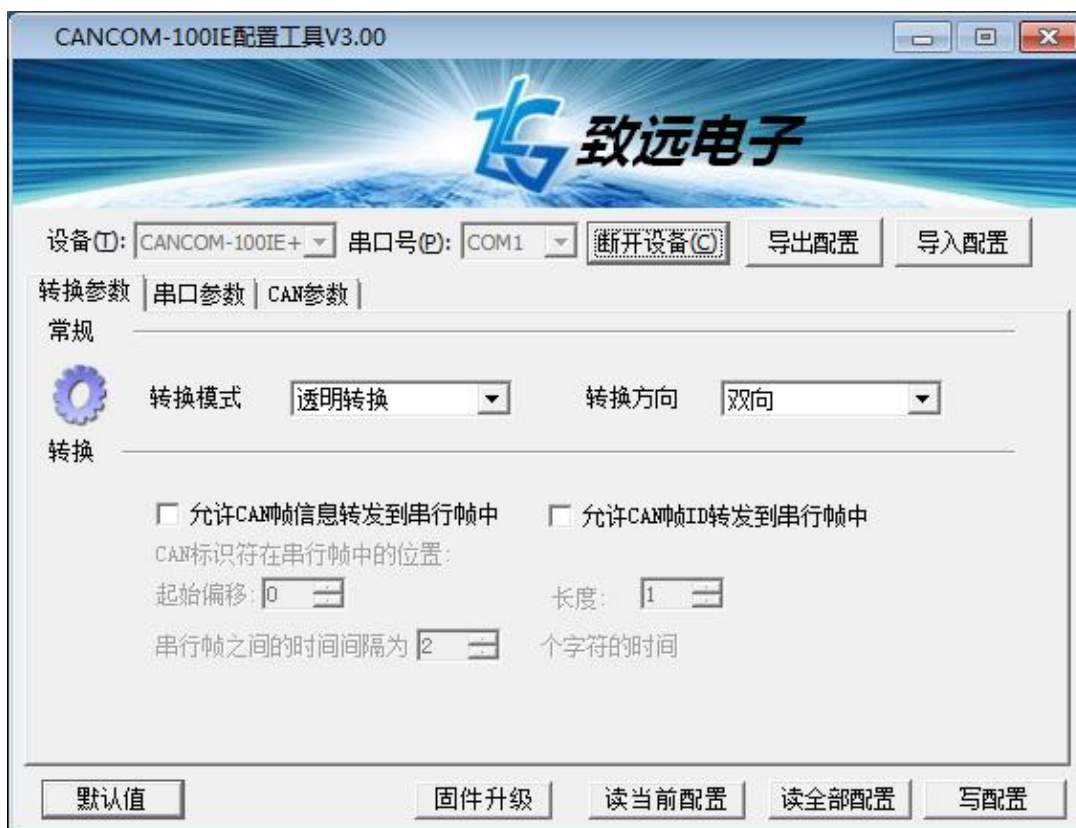 CANCOM-100IE配置工具V3.00
致远电子
设备(T): CANCOM-100IE+ 串口号(P): COM1 断开设备(C) 导出配置 导入配置
转换参数 串口参数 CAN参数
常规
转换模式 透明转换 转换方向 双向
转换
允许CAN帧信息转发到串行帧中 允许CAN帧ID转发到串行帧中
CAN标识符在串行帧中的位置:
起始偏移: 0 长度: 1
串行帧之间的时间间隔为 2 个字符的时间
默认值 固件升级 读当前配置 读全部配置 写配置